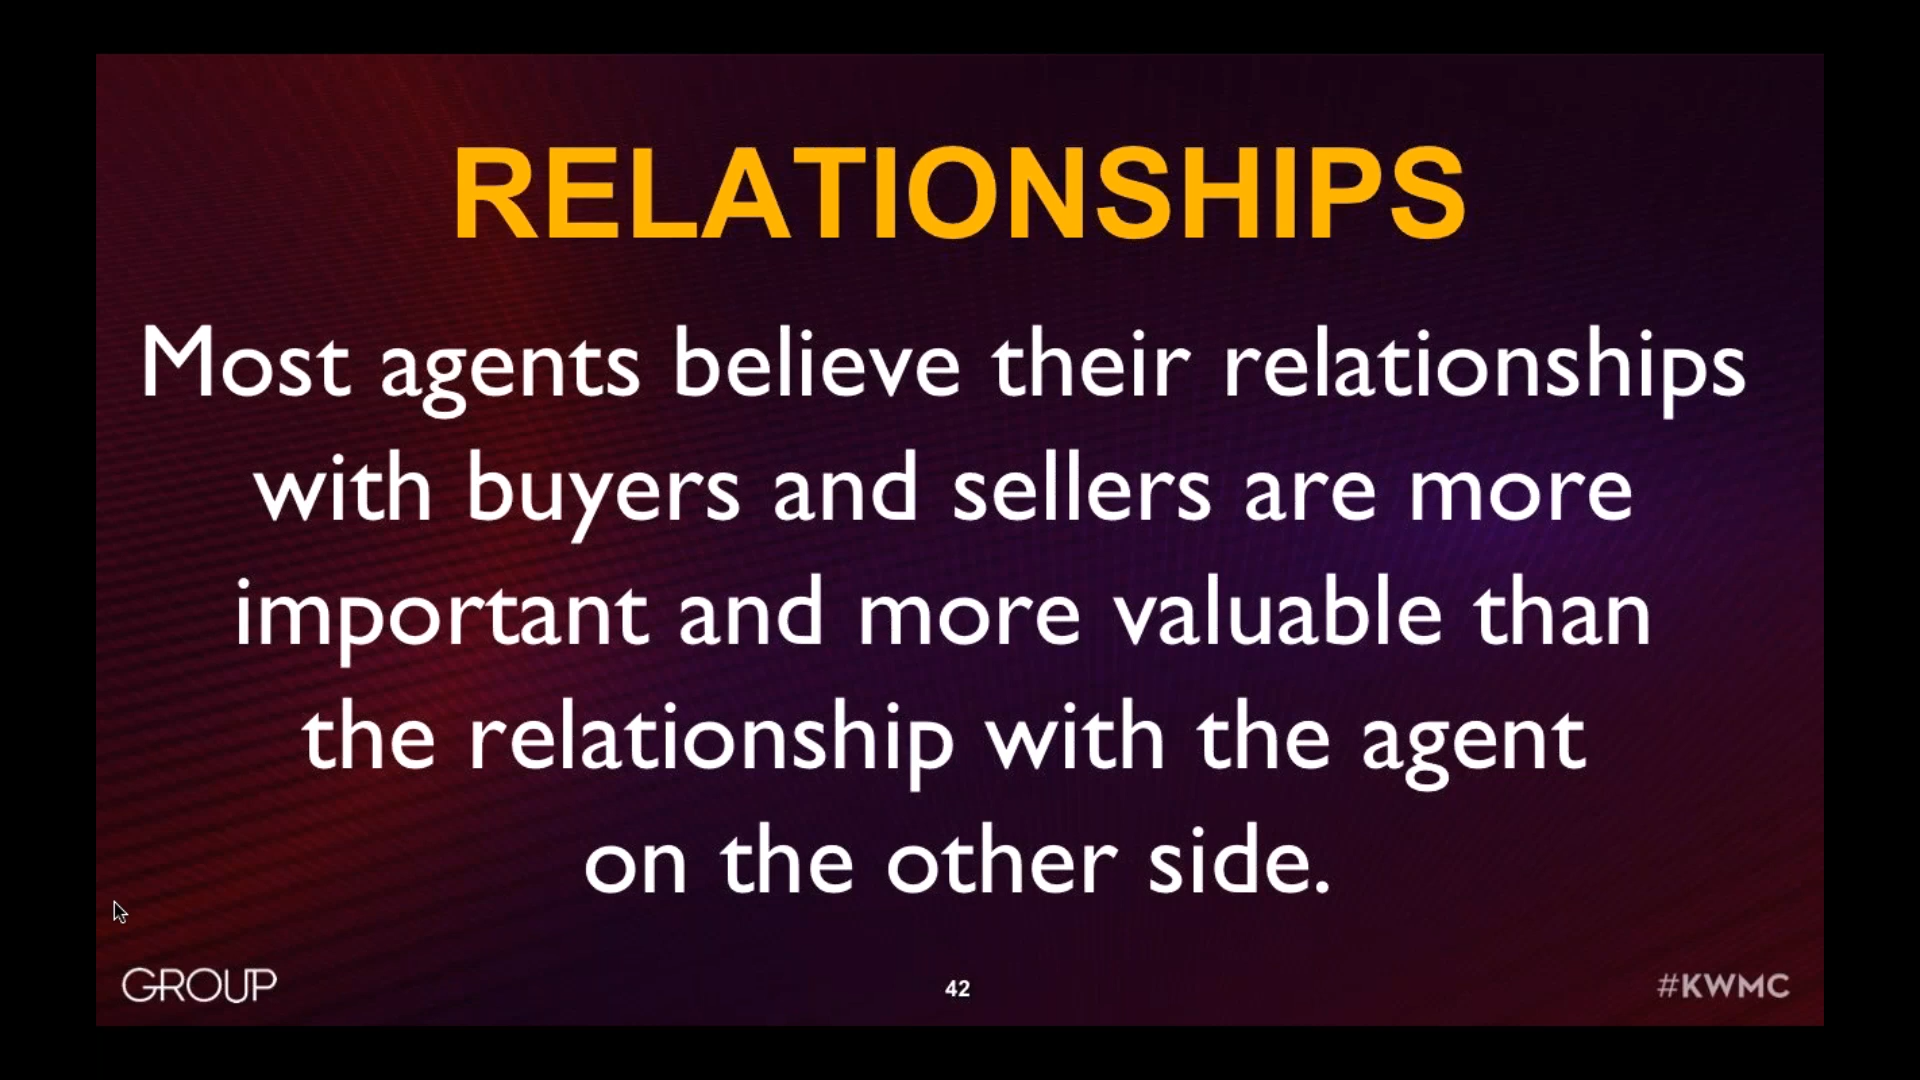 RELATIONSHIPS
Most agents believe their relationships
with buyers and sellers are more
important and more valuable than
the relationship with the agent
on the other side.
GROUP
42
#KWMC